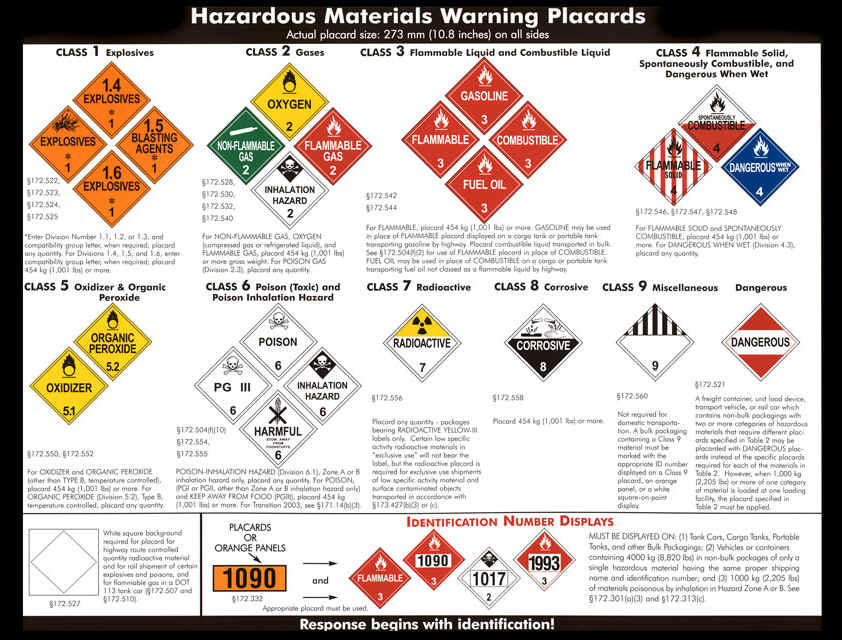 Hazardous Materials Warning Placards
Actual placard size: 273 mm (10.8 inches) on all sides
CLASS 1 Explosives
1.4
EXPLOSIVES
*
1
EXPLOSIVES
*
1
1.5
BLASTING
AGENTS
*
1
1.6
EXPLOSIVES
*
1
§172.522,
§172.523,
§172.524,
§172.525
*Enter Division Number 1.1, 1.2, or 1.3, and
compatibility group letter, when required; placard
any quantity. For Divisions 1.4, 1.5, and 1.6, enter
compatibility group letter, when required; placard
454 kg (1,001 lbs) or more.
CLASS 2 Gases
OXYGEN
2
NON-FLAMMABLE
GAS
2
FLAMMABLE
GAS
2
INHALATION
HAZARD
2
§172.528,
§172.530,
§172.532,
§172.540
For NON-FLAMMABLE GAS, OXYGEN
(compressed gas or refrigerated liquid), and
FLAMMABLE GAS, placard 454 kg (1,001 lbs)
or more gross weight. For POISON GAS
(Division 2.3), placard any quantity.
CLASS 3 Flammable Liquid and Combustible Liquid
GASOLINE
3
FLAMMABLE
3
COMBUSTIBLE
3
FUEL OIL
3
§172.542
§172.544
For FLAMMABLE, placard 454 kg (1,001 lbs) or more. GASOLINE may be used
in place of FLAMMABLE placard displayed on a cargo tank or portable tank
transporting gasoline by highway. Placard combustible liquid transported in bulk.
See §172.504(f)(2) for use of FLAMMABLE placard in place of COMBUSTIBLE.
FUEL OIL may be used in place of COMBUSTIBLE on a cargo or portable tank
transporting fuel oil not classed as a flammable liquid by highway.
CLASS 4 Flammable Solid,
Spontaneously Combustible, and
Dangerous When Wet
SPONTANEOUSLY
COMBUSTIBLE
4
FLAMMABLE
SOLID
4
DANGEROUS WHEN WET
4
§172.546, §172.547, §172.548
For FLAMMABLE SOLID and SPONTANEOUSLY
COMBUSTIBLE, placard 454 kg (1,001 lbs) or
more. For DANGEROUS WHEN WET (Division 4.3),
placard any quantity.
CLASS 5 Oxidizer & Organic
Peroxide
ORGANIC
PEROXIDE
5.2
OXIDIZER
5.1
§172.550, §172.552
For OXIDIZER and ORGANIC PEROXIDE
(other than TYPE B, temperature controlled),
placard 454 kg (1,001 lbs) or more. For
ORGANIC PEROXIDE (Division 5.2), Type B,
temperature controlled, placard any quantity.
CLASS 6 Poison (Toxic) and
Poison Inhalation Hazard
POISON
6
PG III
6
INHALATION
HAZARD
6
HARMFUL
STOW AWAY FROM
FOODSTUFFS
6
§172.504(f)(10)
§172.554,
§172.555
POISON-INHALATION HAZARD (Division 6.1), Zone A or B
inhalation hazard only, placard any quantity. For POISON,
(PGI or PGII, other than Zone A or B inhalation hazard only)
and KEEP AWAY FROM FOOD (PGIII), placard 454 kg
(1,001 lbs) or more. For Transition 2003, see §171.14(b)(3).
CLASS 7 Radioactive
RADIOACTIVE
7
§172.556
Placard any quantity - packages
bearing RADIOACTIVE YELLOW-III
labels only. Certain low specific
activity radioactive materials in
"exclusive use" will not bear the
label, but the radioactive placard is
required for exclusive use shipments
of low specific activity material and
surface contaminated objects
transported in accordance with
§173.427(b)(3) or (c).
CLASS 8 Corrosive
CORROSIVE
8
§172.558
Placard 454 kg (1,001 lbs) or more.
CLASS 9 Miscellaneous
9
§172.560
Not required for
domestic transporta-
tion. A bulk packaging
containing a Class 9
material must be
marked with the
appropriate ID number
displayed on a Class 9
placard, an orange
panel, or a white
square-on-point
display.
Dangerous
DANGEROUS
§172.521
A freight container, unit load device,
transport vehicle, or rail car which
contains non-bulk packagings with
two or more categories of hazardous
materials that require different plac-
ards specified in Table 2 may be
placarded with DANGEROUS plac-
ards instead of the specific placards
required for each of the materials in
Table 2. However, when 1,000 kg
(2,205 lbs) or more of one category
of material is loaded at one loading
facility, the placard specified in
Table 2 must be applied.
§172.527
White square background
required for placard for
highway route controlled
quantity radioactive material
and for rail shipment of certain
explosives and poisons, and
for flammable gas in a DOT
113 tank car (§172.507 and
§172.510).
IDENTIFICATION NUMBER DISPLAYS
PLACARDS
OR
ORANGE PANELS
1090
§172.332
and
Appropriate placard must be used.
FLAMMABLE
3
1090
3
1017
2
1993
3
MUST BE DISPLAYED ON: (1) Tank Cars, Cargo Tanks, Portable
Tanks, and other Bulk Packagings; (2) Vehicles or containers
containing 4000 kg (8,820 lbs) in non-bulk packages of only a
single hazardous material having the same proper shipping
name and identification number; and (3) 1000 kg (2,205 lbs)
of materials poisonous by inhalation in Hazard Zone A or B. See
§172.301(a)(3) and §172.313(c).
Response begins with identification!